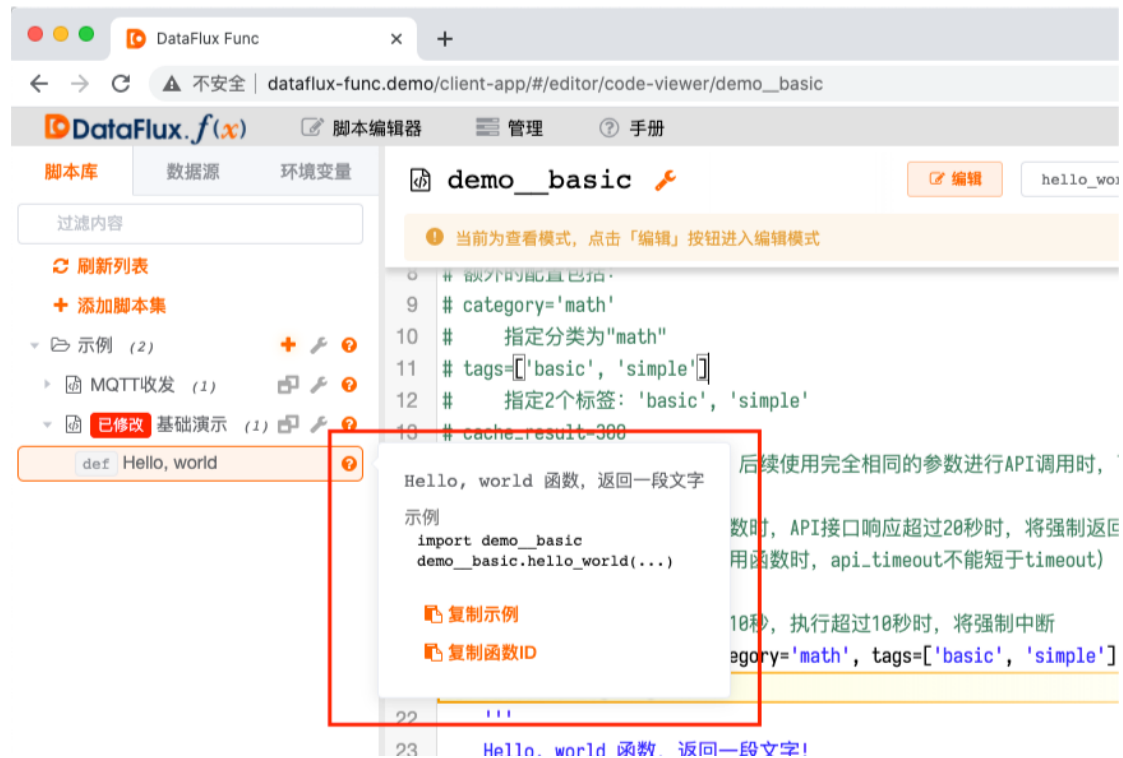 DataFlux Func
不安全 | dataflux-func.demo/client-app/#/editor/code-viewer/demo__basic
DataFlux.f(x) 脚本编辑器 管理 手册
脚本库 数据源 环境变量
过滤内容
刷新列表
添加脚本集
示例 (2)
MQTT收发 (1)
已修改 基础演示 (1)
def Hello, world
demo__basic 编辑
当前为查看模式，点击「编辑」按钮进入编辑模式
8 # 额外的配置包括:
9 # category='math'
10 # 指定分类为"math"
11 # tags=['basic', 'simple']
12 # 指定2个标签: 'basic', 'simple'
13 # cache_result=300
后续使用完全相同的参数进行API调用时,
数时, API接口响应超过20秒时, 将强制返回
用函数时, api_timeout不能短于timeout)
10秒, 执行超过10秒时, 将强制中断
egory='math', tags=['basic', 'simple']
22 '''
23 Hello, world 函数, 返回一段文字!
Hello, world 函数, 返回一段文字
示例
import demo__basic
demo__basic.hello_world(...)
复制示例
复制函数ID